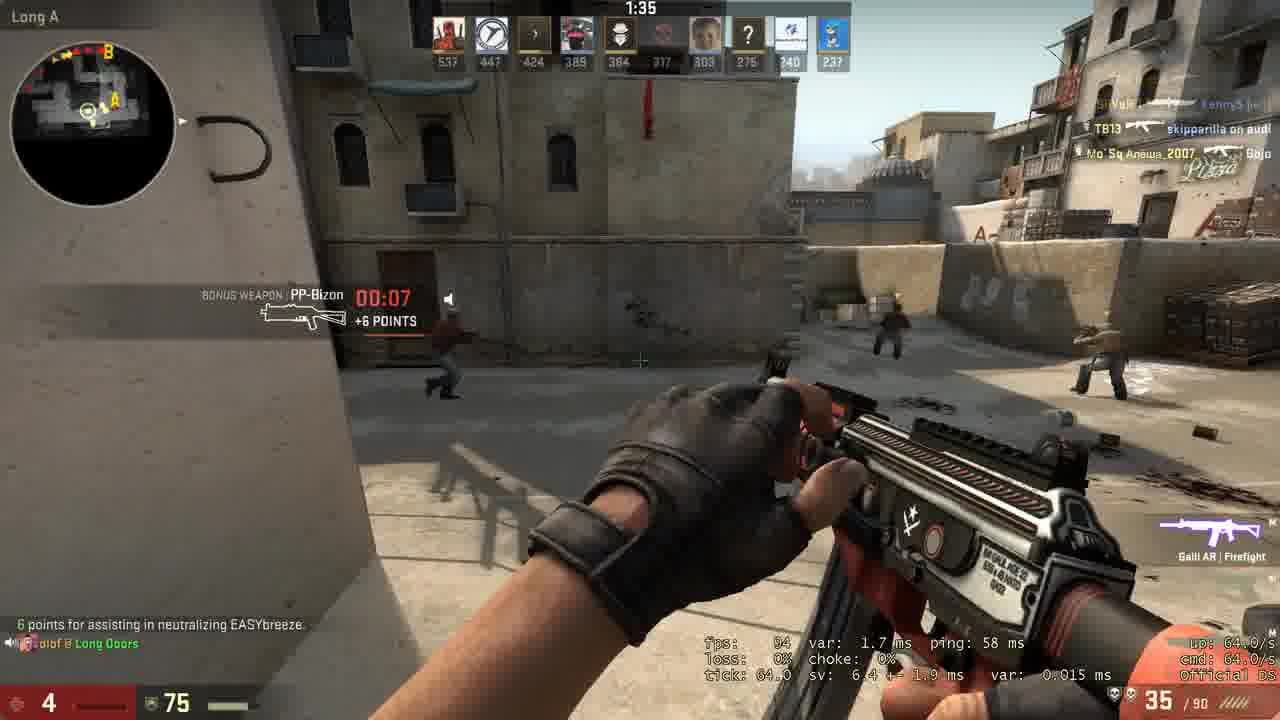 Long A
1:35
537 447 424 389 384 317 303 275 240 237
B
A
TB13 skipparilla on audi
Mo`Sq Anewa_2007 Gojo
Pizza
A
BONUS WEAPON | PP-Bizon
00:07
+6 POINTS
Galil AR | Firefight
6 points for assisting in neutralizing EASYbreeze.
olof @ Long Doors
fps: 94 var: 1.7 ms ping: 58 ms
loss: 0% choke: 0%
tick: 64.0 sv: 6.4 +- 1.9 ms var: 0.015 ms
up: 64.0/s
cmd: 64.0/s
Official DS
4
75
35 / 90